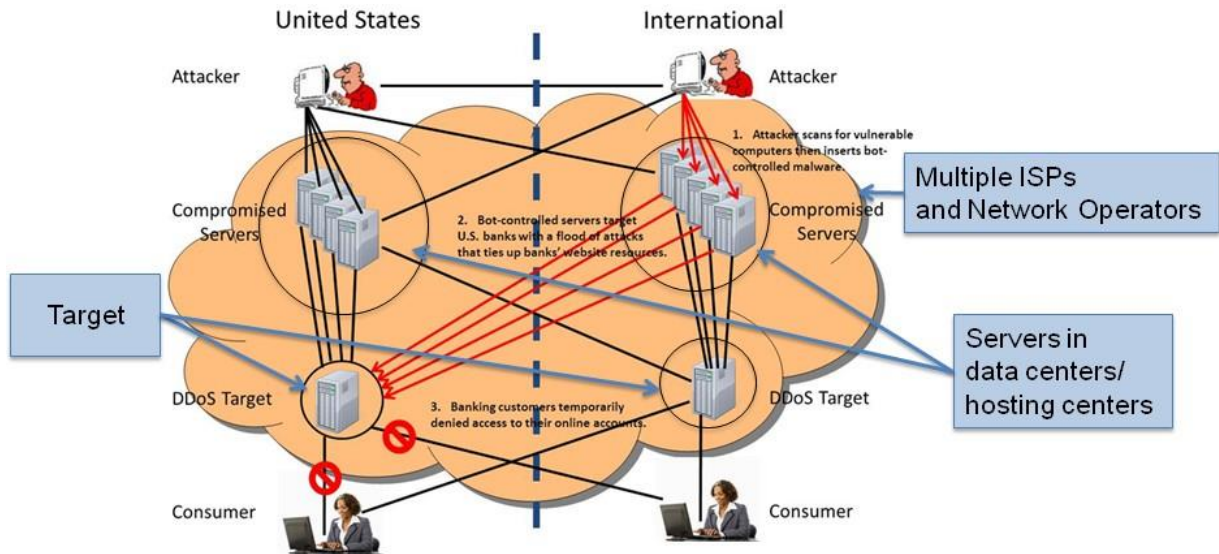 United States
International
Attacker
Attacker
1. Attacker scans for vulnerable
computers then inserts bot-
controlled malware.
Multiple ISPs
and Network Operators
Compromised
Servers
2. Bot-controlled servers target
U.S. banks with a flood of attacks
that ties up banks’ website resources.
Compromised
Servers
Target
Servers in
data centers/
hosting centers
DDoS Target
3. Banking customers temporarily
denied access to their online accounts.
DDoS Target
Consumer
Consumer